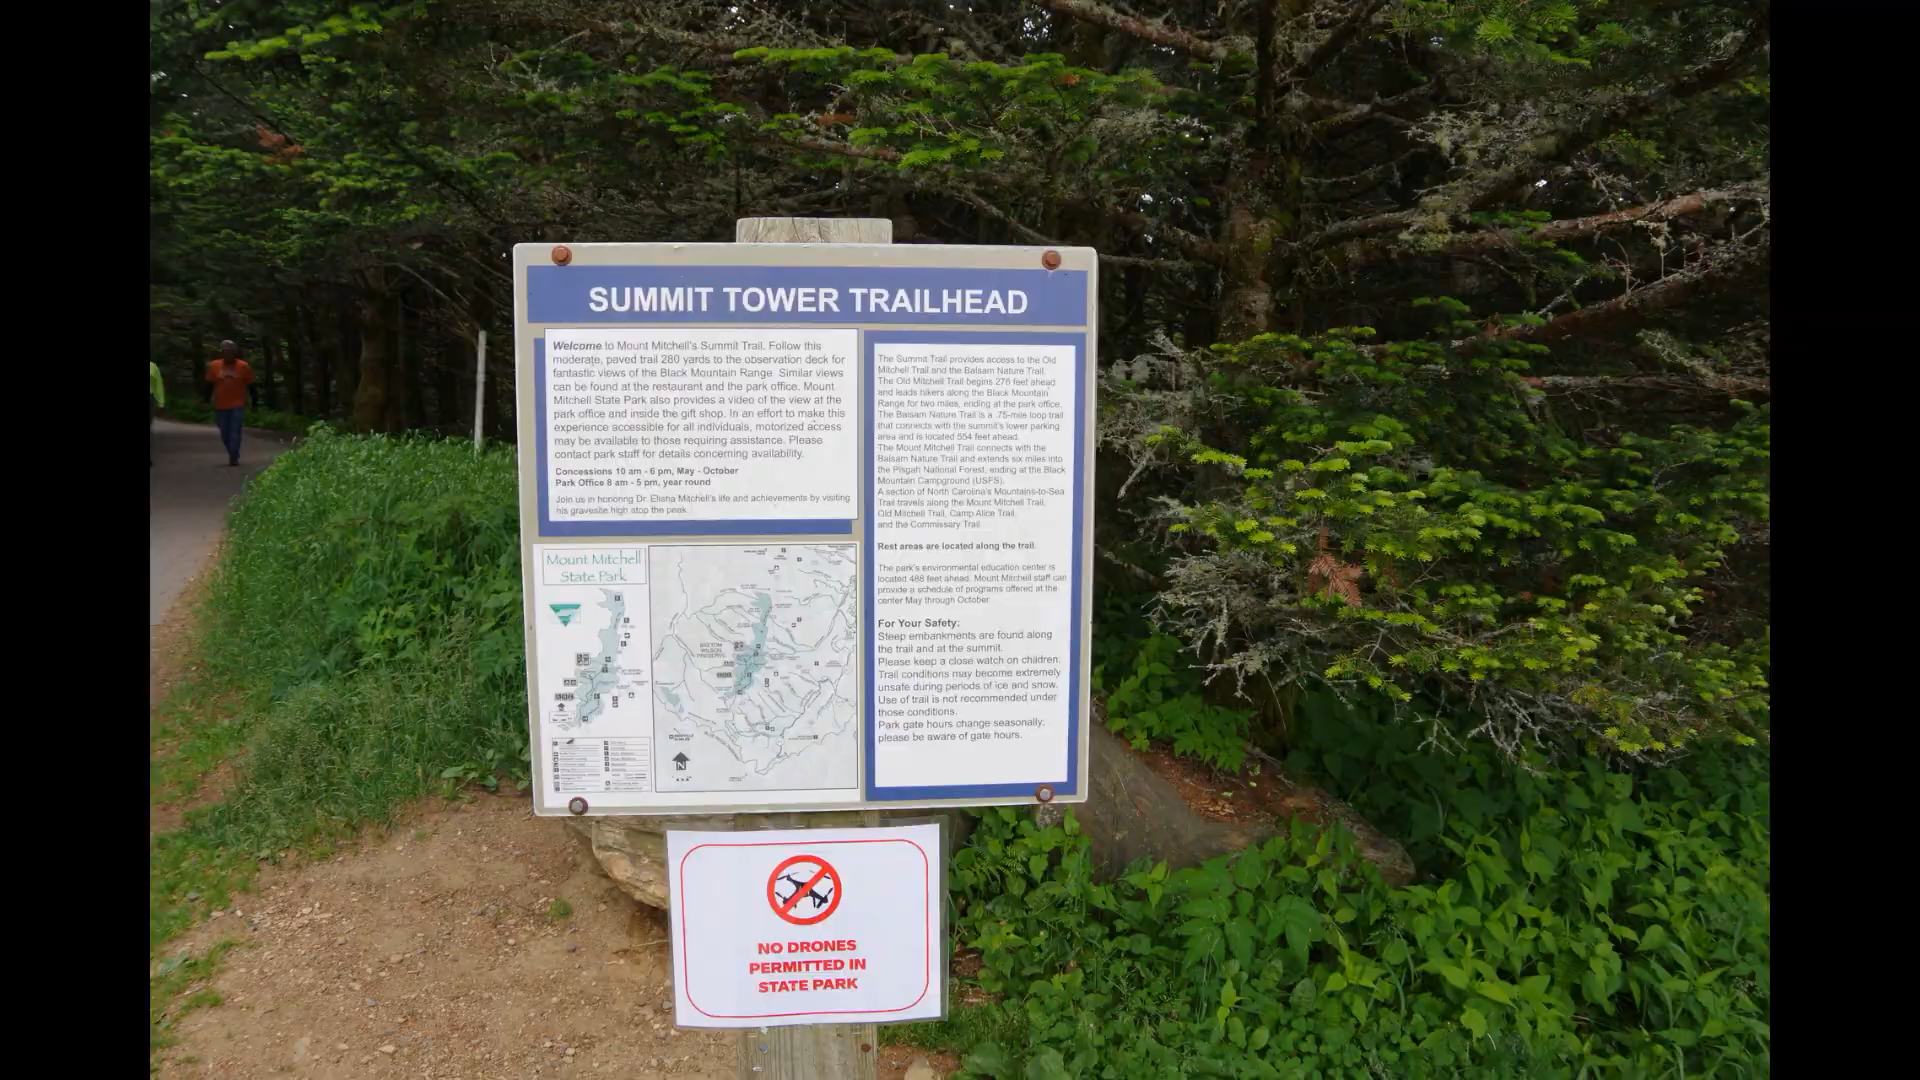 SUMMIT TOWER TRAILHEAD
Welcome to Mount Mitchell's Summit Trail. Follow this
moderate, paved trail 280 yards to the observation deck for
fantastic views of the Black Mountain Range. Similar views
can be found at the restaurant and the park office. Mount
Mitchell State Park also provides a video of the view at the
park office and inside the gift shop. In an effort to make this
experience accessible for all individuals, motorized access
may be available to those requiring assistance. Please
contact park staff for details concerning availability.
Concessions 10 am - 6 pm, May - October
Park Office 8 am - 5 pm, year round
Join us in honoring Dr. Elisha Mitchell's life and achievements by visiting
his gravesite high atop the peak.
Mount Mitchell
State Park
N
The Summit Trail provides access to the Old
Mitchell Trail and the Balsam Nature Trail.
The Old Mitchell Trail begins 276 feet ahead
and leads hikers along the Black Mountain
Range for two miles, ending at the park office.
The Balsam Nature Trail is a .75-mile loop trail
that connects with the summit's lower parking
area and is located 554 feet ahead.
The Mount Mitchell Trail connects with the
Balsam Nature Trail and extends six miles into
the Pisgah National Forest, ending at the Black
Mountain Campground (USFS).
A section of North Carolina's Mountains-to-Sea
Trail travels along the Mount Mitchell Trail,
Old Mitchell Trail, Camp Alice Trail,
and the Commissary Trail.
Rest areas are located along the trail.
The park's environmental education center is
located 488 feet ahead. Mount Mitchell staff can
provide a schedule of programs offered at the
center May through October.
For Your Safety:
Steep embankments are found along
the trail and at the summit.
Please keep a close watch on children.
Trail conditions may become extremely
unsafe during periods of ice and snow.
Use of trail is not recommended under
those conditions.
Park gate hours change seasonally;
please be aware of gate hours.
NO DRONES
PERMITTED IN
STATE PARK